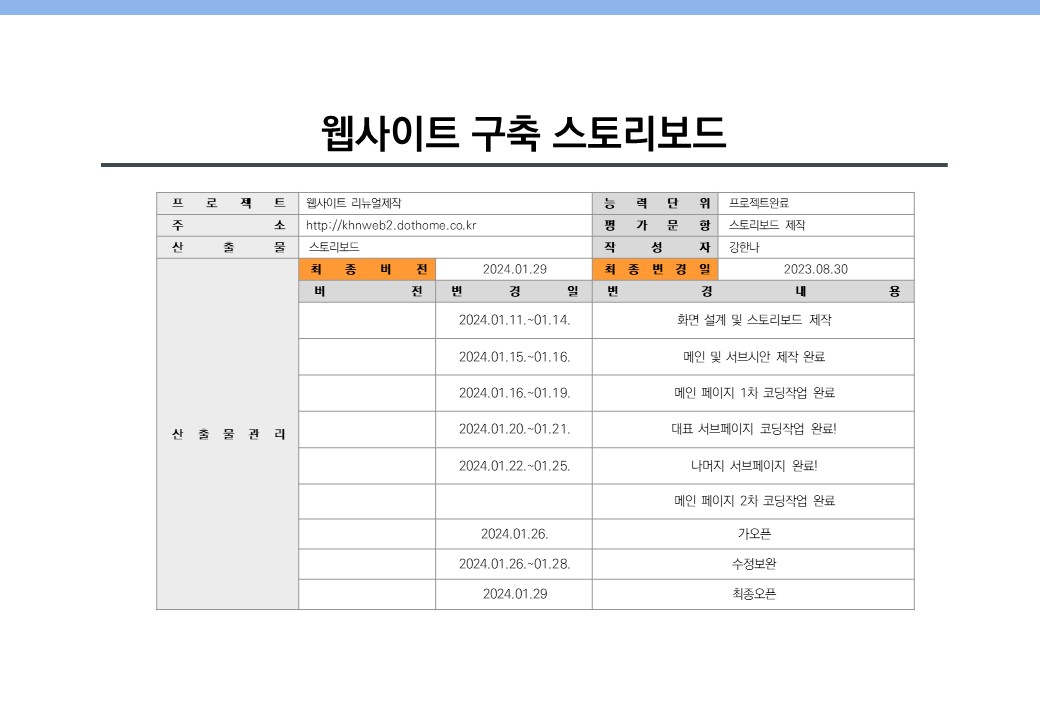 웹사이트 구축 스토리보드
프 로 젝 트 웹사이트 리뉴얼제작 능 력 단 위 프로젝트완료
주 소 http://khnweb2.dothome.co.kr 평 가 문 항 스토리보드 제작
산 출 물 스토리보드 작 성 자 강한나
최 종 버 전 2024.01.29 최 종 변 경 일 2023.08.30
버 전 변 경 일 변 경 내 용
2024.01.11.~01.14. 화면 설계 및 스토리보드 제작
2024.01.15.~01.16. 메인 및 서브시안 제작 완료
2024.01.16.~01.19. 메인 페이지 1차 코딩작업 완료
2024.01.20.~01.21. 대표 서브페이지 코딩작업 완료!
산 출 물 관 리
2024.01.22.~01.25. 나머지 서브페이지 완료!
메인 페이지 2차 코딩작업 완료
2024.01.26. 가오픈
2024.01.26.~01.28. 수정보완
2024.01.29 최종오픈